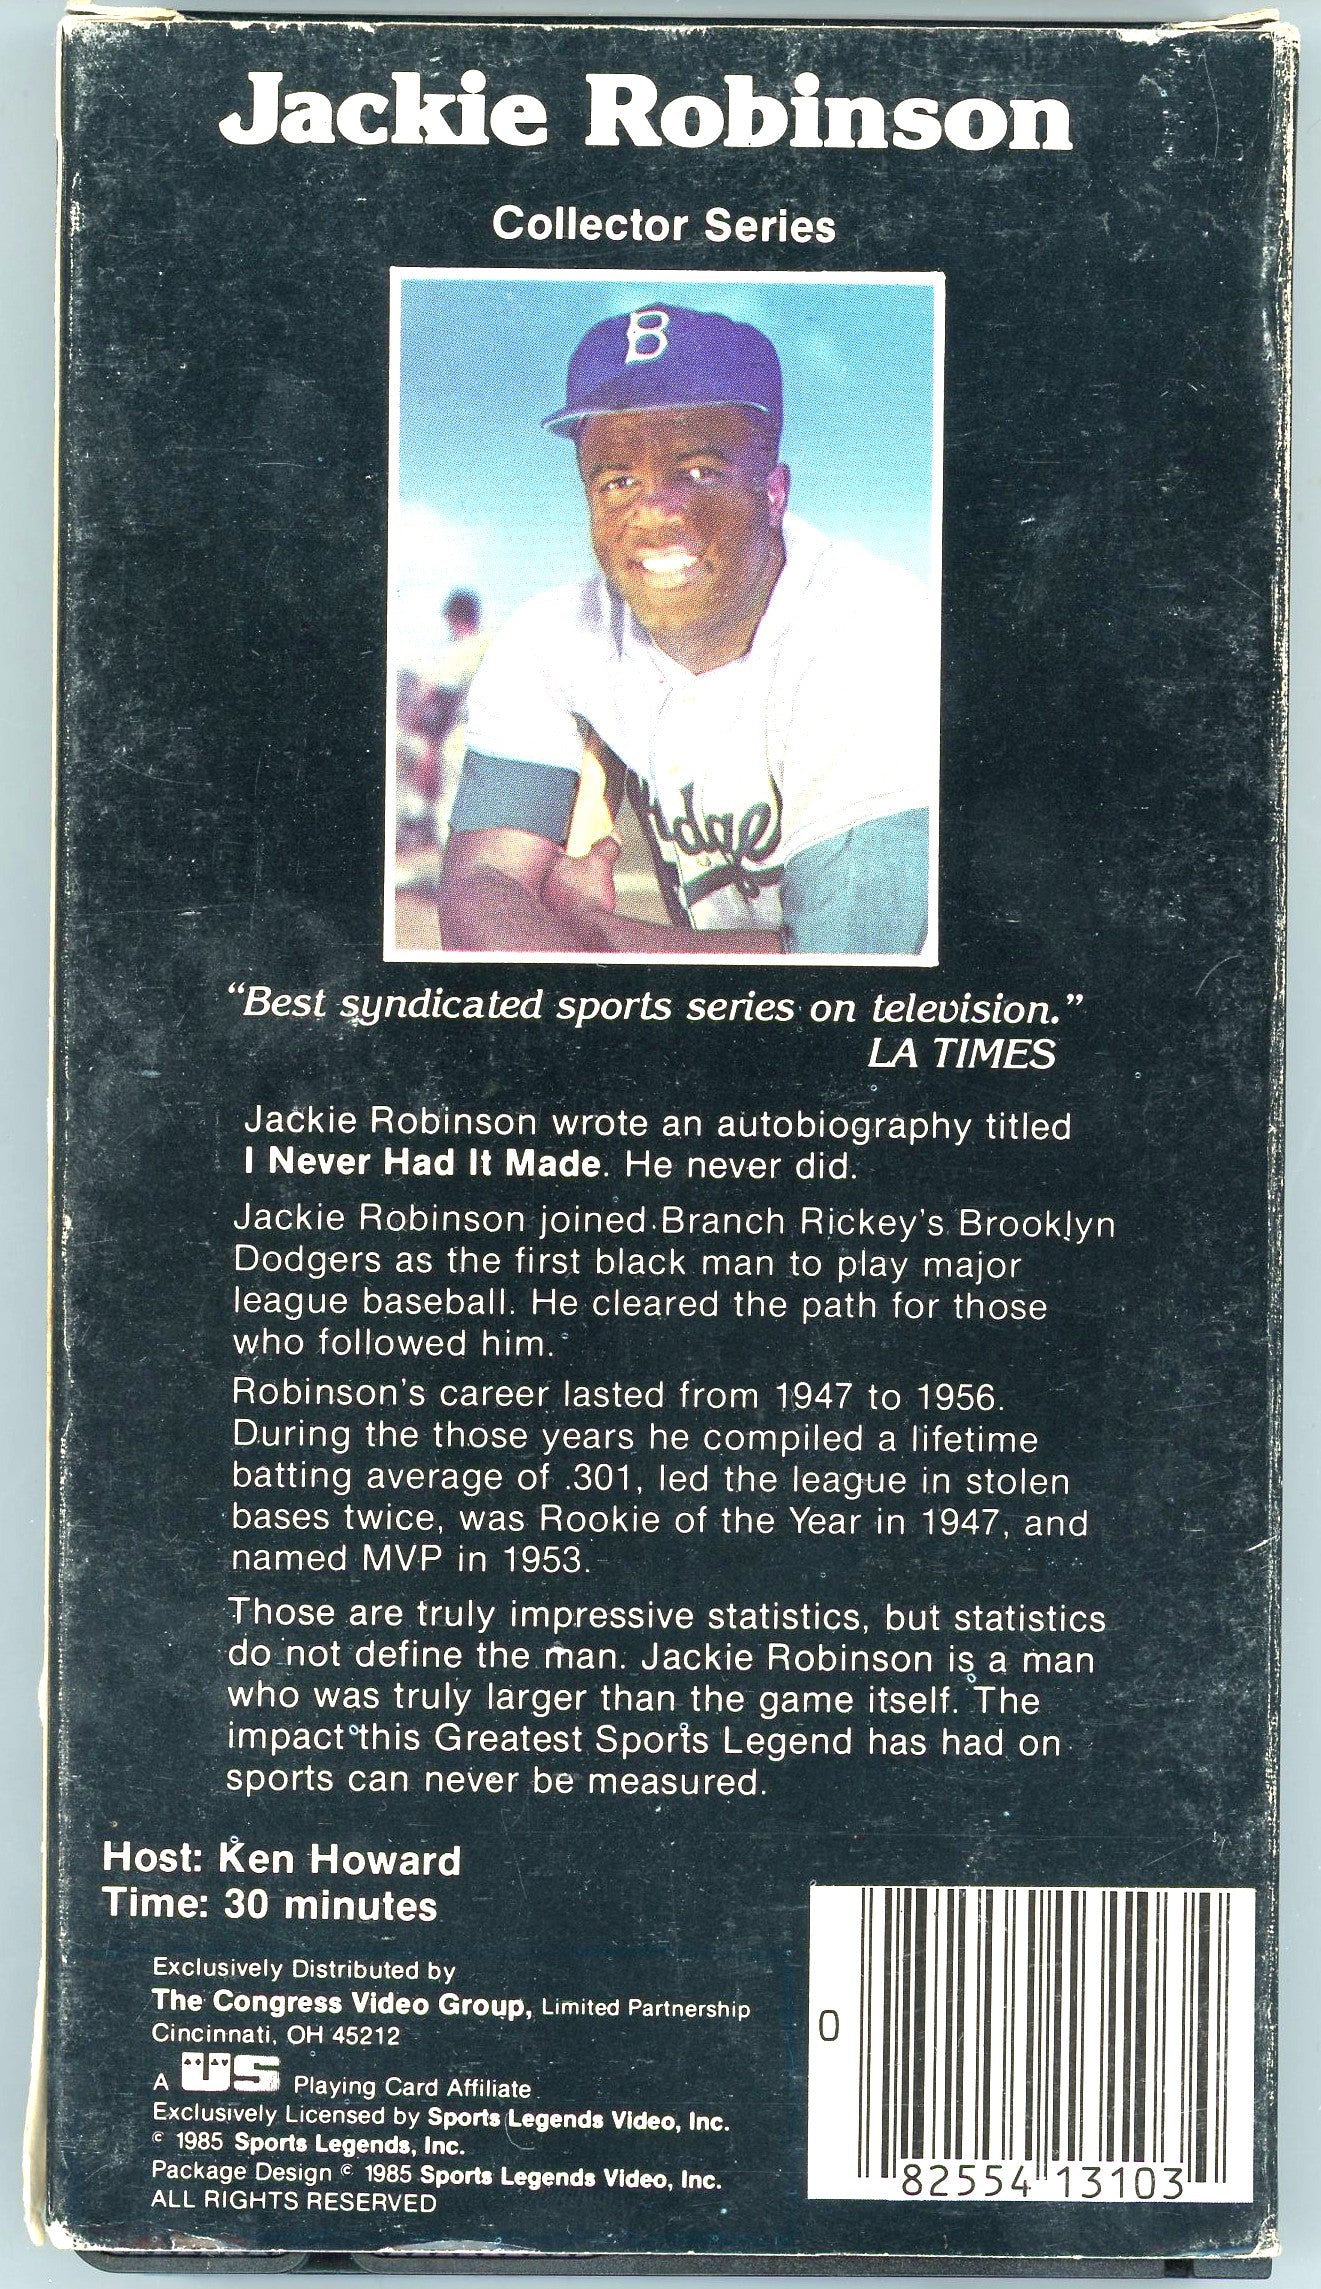 Jackie Robinson
Collector Series
B
Dodge
"Best syndicated sports series on television."
LA TIMES
Jackie Robinson wrote an autobiography titled
I Never Had It Made. He never did.
Jackie Robinson joined Branch Rickey's Brooklyn
Dodgers as the first black man to play major
league baseball. He cleared the path for those
who followed him.
Robinson's career lasted from 1947 to 1956.
During the those years he compiled a lifetime
batting average of .301, led the league in stolen
bases twice, was Rookie of the Year in 1947, and
named MVP in 1953.
Those are truly impressive statistics, but statistics
do not define the man. Jackie Robinson is a man
who was truly larger than the game itself. The
impact this Greatest Sports Legend has had on
sports can never be measured.
Host: Ken Howard
Time: 30 minutes
Exclusively Distributed by
The Congress Video Group, Limited Partnership
Cincinnati, OH 45212
A US Playing Card Affiliate
Exclusively Licensed by Sports Legends Video, Inc.
© 1985 Sports Legends, Inc.
Package Design © 1985 Sports Legends Video, Inc.
ALL RIGHTS RESERVED
0 82554 13103